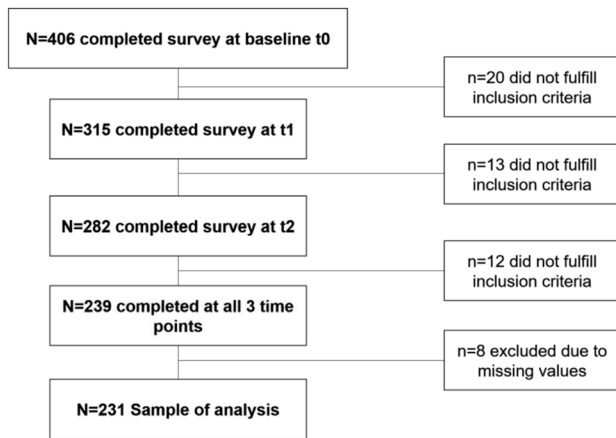 N=406 completed survey at baseline t0
n=20 did not fulfill
inclusion criteria
N=315 completed survey at t1
n=13 did not fulfill
inclusion criteria
N=282 completed survey at t2
n=12 did not fulfill
inclusion criteria
N=239 completed at all 3 time
points
n=8 excluded due to
missing values
N=231 Sample of analysis